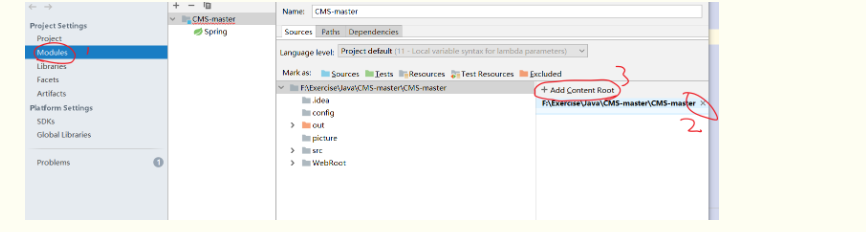 Name: CMS-master
Project Settings
Project
Modules 1
Libraries
Facets
Artifacts
Platform Settings
SDKs
Global Libraries
Problems 1
CMS-master
Spring
Sources Paths Dependencies
Language level: Project default (11 - Local variable syntax for lambda parameters)
Mark as: Sources Tests Resources Test Resources Excluded
F:\Exercise\Java\CMS-master\CMS-master
.idea
config
out
picture
src
WebRoot
3
+ Add Content Root
F:\Exercise\Java\CMS-master\CMS-master ×
2